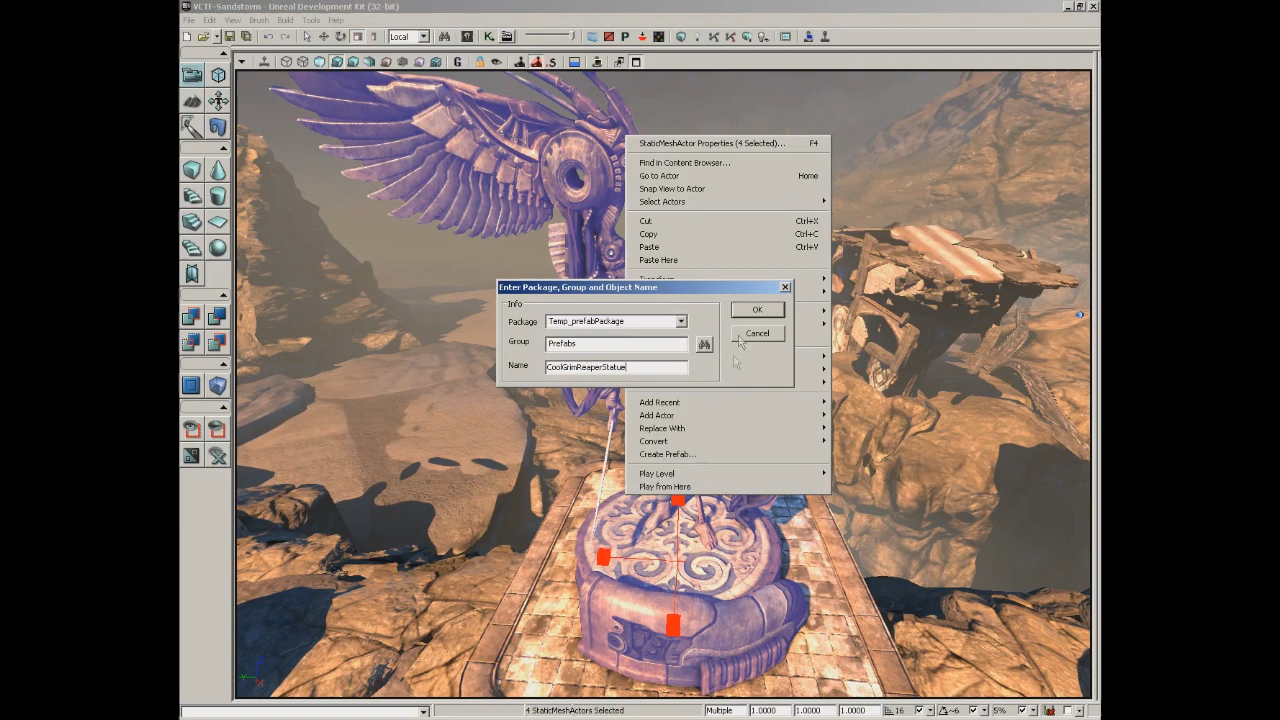 VCTF-Sandstorm - Unreal Development Kit (32-bit)
File Edit View Brush Build Tools Help
Local
P
K
G
S
StaticMeshActor Properties (4 Selected)... F4
Find in Content Browser...
Go to Actor Home
Snap View to Actor
Select Actors
Cut Ctrl+X
Copy Ctrl+C
Paste Ctrl+V
Paste Here
Transform
Enter Package, Group and Object Name
Info
Package Temp_prefabPackage
Group Prefabs
Name CoolGrimReaperStatue
OK
Cancel
Add Recent
Add Actor
Replace With
Convert
Create Prefab...
Play Level
Play from Here
4 StaticMeshActors Selected Multiple 1.0000 1.0000 1.0000 16 ~6 5%